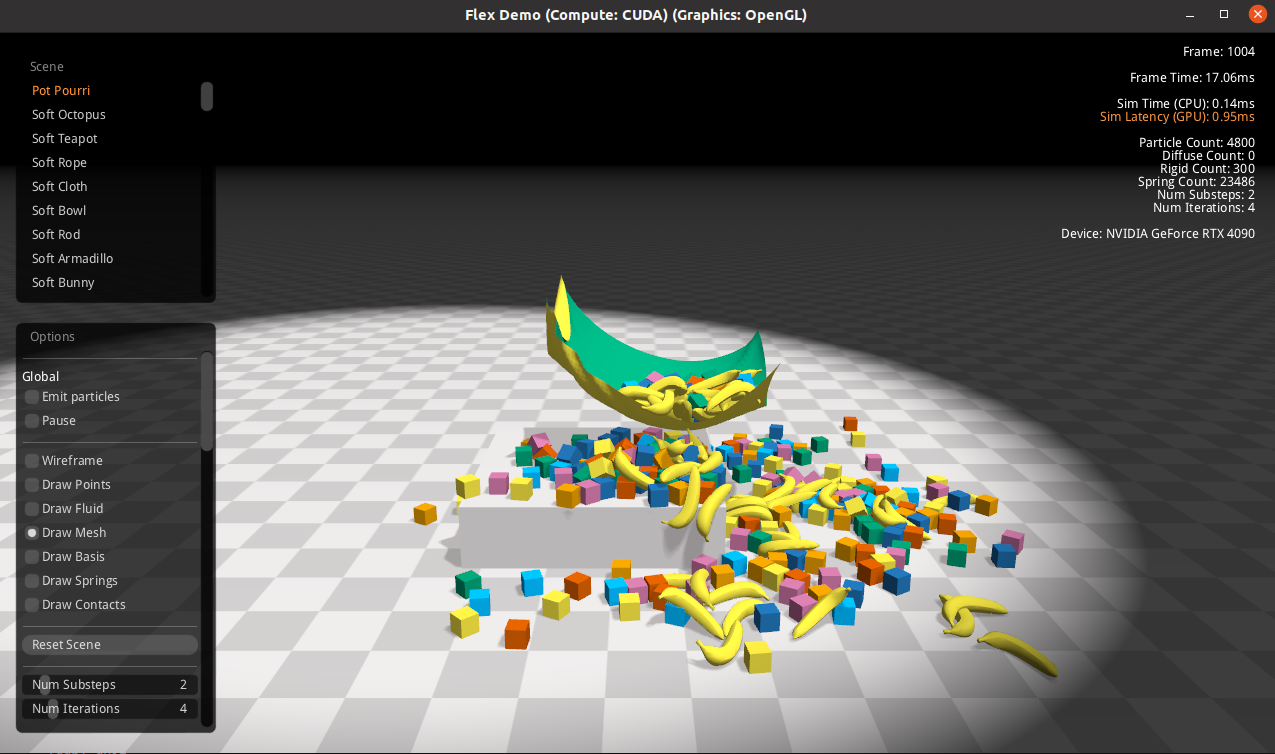 Flex Demo (Compute: CUDA) (Graphics: OpenGL)
Scene
Pot Pourri
Soft Octopus
Soft Teapot
Soft Rope
Soft Cloth
Soft Bowl
Soft Rod
Soft Armadillo
Soft Bunny
Options
Global
Emit particles
Pause
Wireframe
Draw Points
Draw Fluid
Draw Mesh
Draw Basis
Draw Springs
Draw Contacts
Reset Scene
Num Substeps 2
Num Iterations 4
Frame: 1004
Frame Time: 17.06ms
Sim Time (CPU): 0.14ms
Sim Latency (GPU): 0.95ms
Particle Count: 4800
Diffuse Count: 0
Rigid Count: 300
Spring Count: 23486
Num Substeps: 2
Num Iterations: 4
Device: NVIDIA GeForce RTX 4090